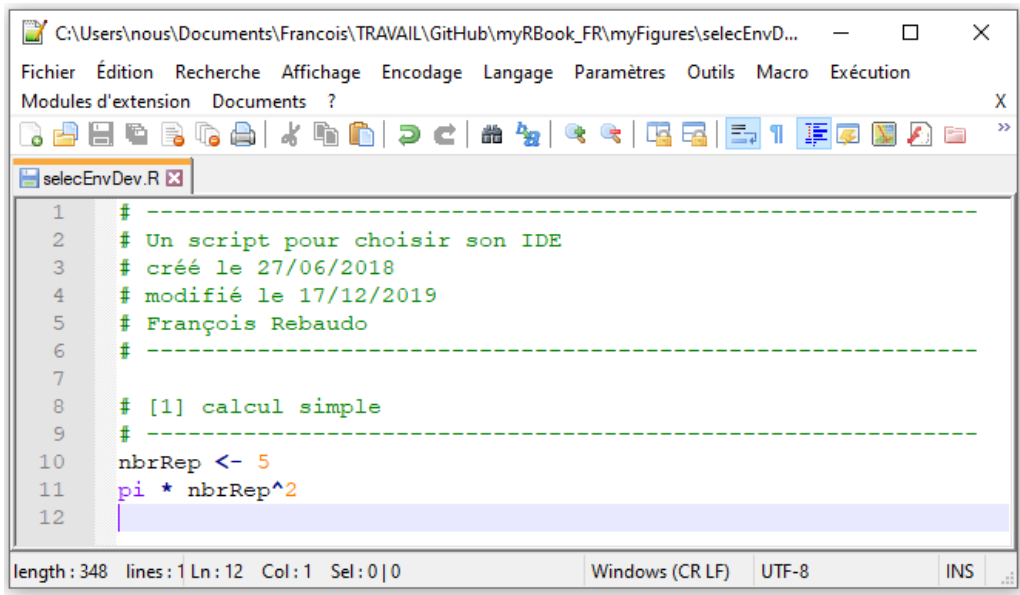 C:\Users\nous\Documents\Francois\TRAVAIL\GitHub\myRBook_FR\myFigures\selecEnvD...
Fichier Édition Recherche Affichage Encodage Langage Paramètres Outils Macro Exécution
Modules d'extension Documents ? X
selecEnvDev.R
1 # ------------------------------------------------------------
2 # Un script pour choisir son IDE
3 # créé le 27/06/2018
4 # modifié le 17/12/2019
5 # François Rebaudo
6 # ------------------------------------------------------------
7
8 # [1] calcul simple
9 # ------------------------------------------------------------
10 nbrRep <- 5
11 pi * nbrRep^2
12
length : 348 lines : 1 Ln : 12 Col : 1 Sel : 0 | 0 Windows (CR LF) UTF-8 INS